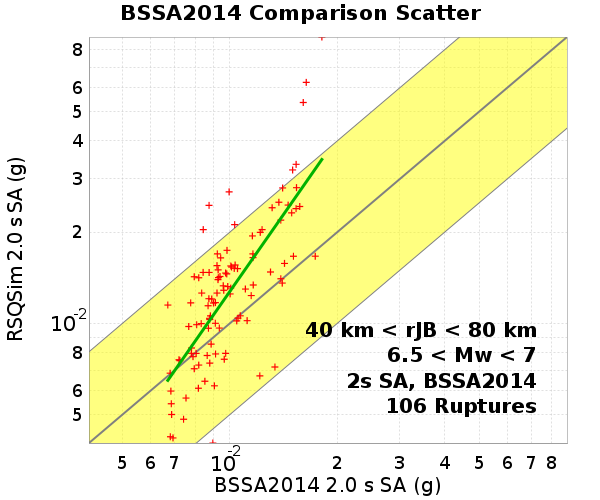 BSSA2014 Comparison Scatter
RSQSim 2.0 s SA (g)
8
6
5
4
3
2
10-2
8
6
5
40 km < rJB < 80 km
6.5 < Mw < 7
2s SA, BSSA2014
106 Ruptures
5 6 7 10-2 2 3 4 5 6 7 8
BSSA2014 2.0 s SA (g)